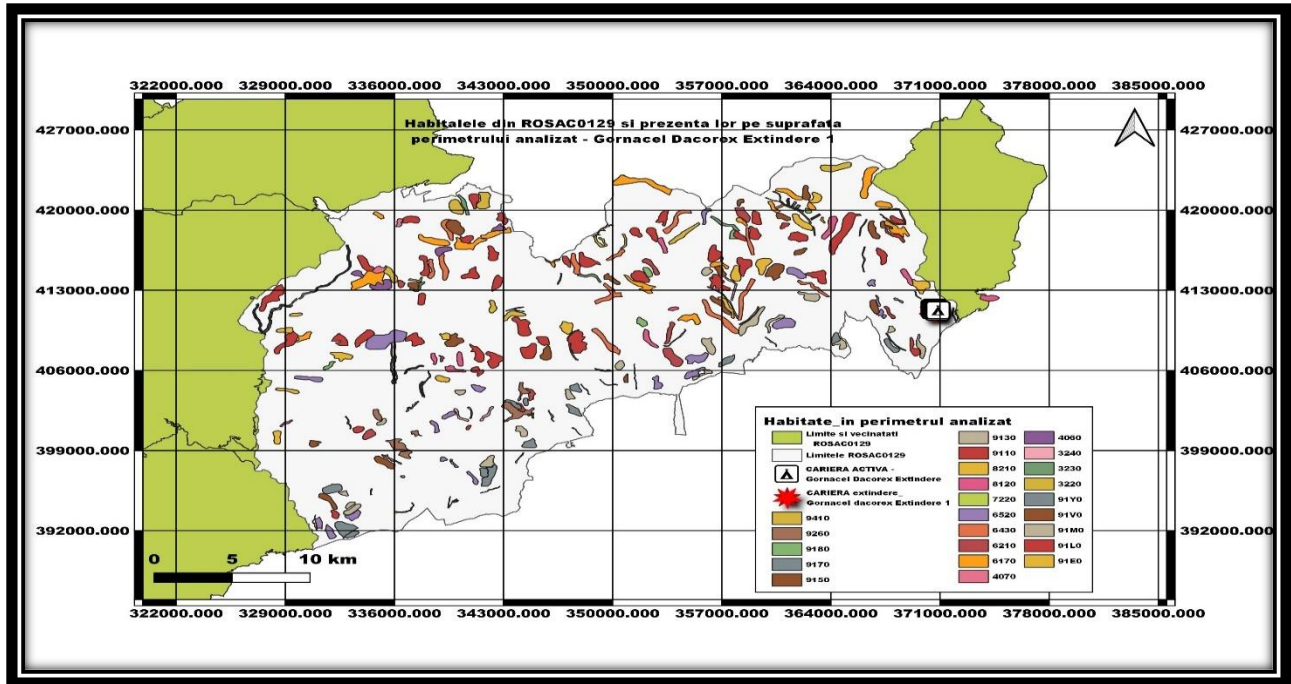 322000.000 329000.000 336000.000 343000.000 350000.000 357000.000 364000.000 371000.000 378000.000 385000.000
Habitalele din ROSAC0129 si prezenta lor pe suprafata
perimetrului analizat - Gornacel Dacorex Extindere 1
427000.000 427000.000
420000.000 420000.000
413000.000 413000.000
406000.000 406000.000
399000.000 399000.000
392000.000 392000.000
Habitate_in perimetrul analizat
Limite si vecinatati
ROSAC0129
Limitele ROSAC0129
CARIERA ACTIVA -
Gornacel Dacorex Extindere
CARIERA extindere_
Gornacel dacorex Extindere 1
9410
9260
9180
9170
9150
9130
9110
8210
8120
7220
6520
6430
6210
6170
4070
4060
3240
3230
3220
91Y0
91V0
91M0
91L0
91E0
0 5 10 km
322000.000 329000.000 336000.000 343000.000 350000.000 357000.000 364000.000 371000.000 378000.000 385000.000